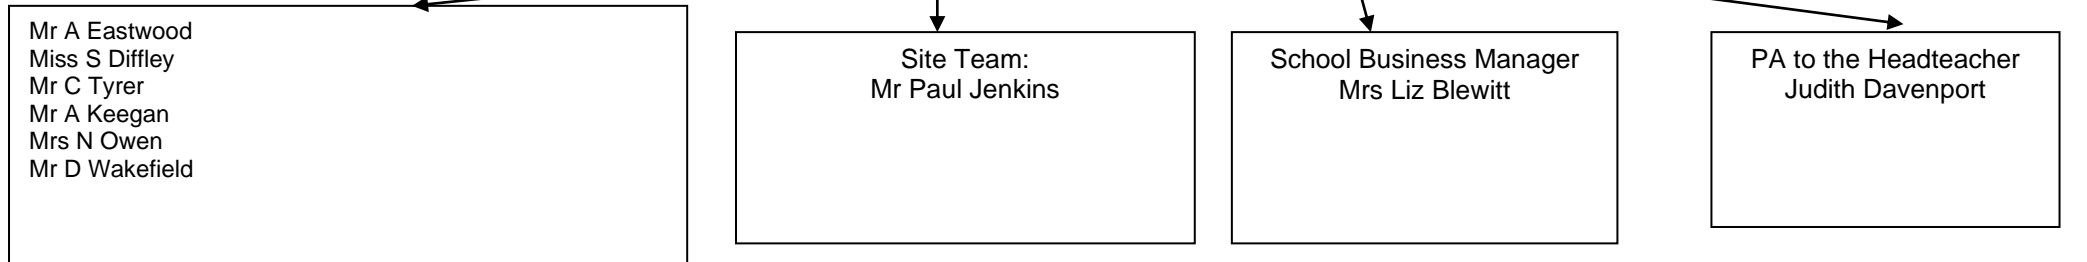 Mr A Eastwood
Miss S Diffley
Mr C Tyrer
Mr A Keegan
Mrs N Owen
Mr D Wakefield
Site Team:
Mr Paul Jenkins
School Business Manager
Mrs Liz Blewitt
PA to the Headteacher
Judith Davenport